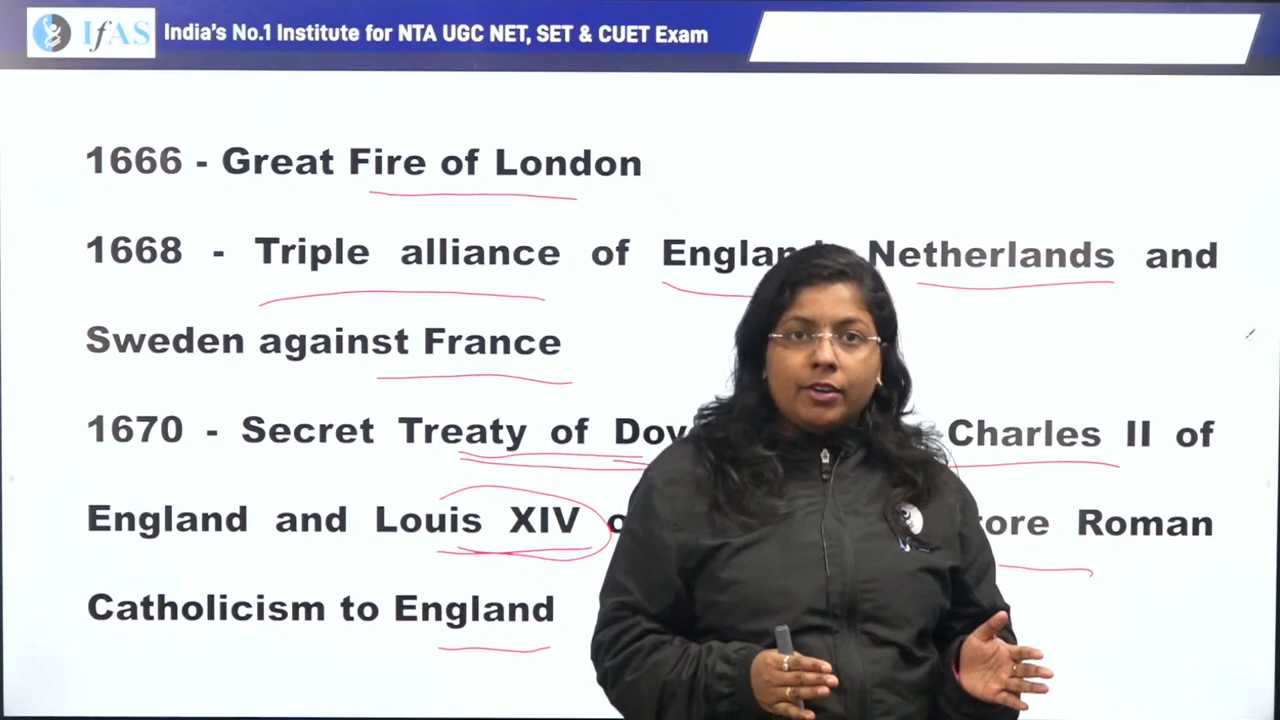 IfAS India's No.1 Institute for NTA UGC NET, SET & CUET Exam
1666 - Great Fire of London
1668 - Triple alliance of England Netherlands and
Sweden against France
1670 - Secret Treaty of Charles II of
England and Louis XIV Roman
Catholicism to England